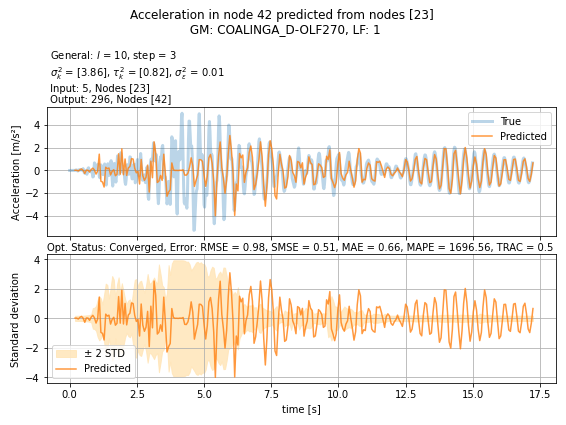 Acceleration in node 42 predicted from nodes [23]
GM: COALINGA_D-OLF270, LF: 1
General: l = 10, step = 3
σ²ₖ = [3.86], τ²ₖ = [0.82], σ²ε = 0.01
Input: 5, Nodes [23]
Output: 296, Nodes [42]
Acceleration [m/s²]
4
2
0
−2
−4
True
Predicted
Opt. Status: Converged, Error: RMSE = 0.98, SMSE = 0.51, MAE = 0.66, MAPE = 1696.56, TRAC = 0.5
Standard deviation
4
2
0
−2
−4
± 2 STD
Predicted
0.0 2.5 5.0 7.5 10.0 12.5 15.0 17.5
time [s]